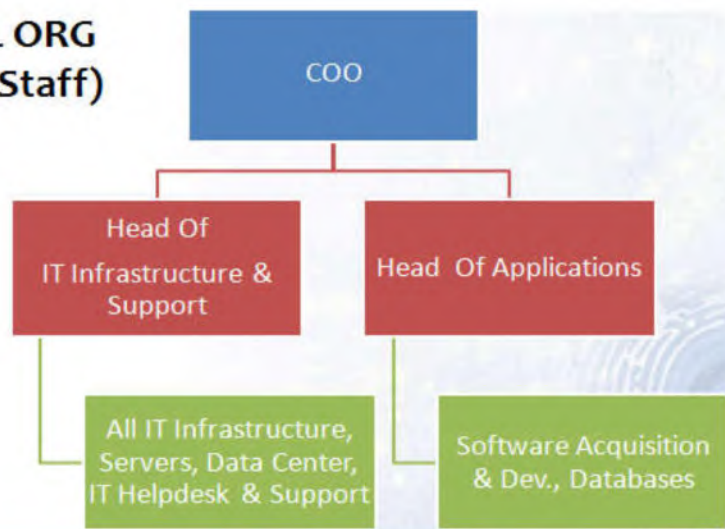 ORG
Staff)
COO
Head Of
IT Infrastructure &
Support
Head Of Applications
All IT Infrastructure,
Servers, Data Center,
IT Helpdesk & Support
Software Acquisition
& Dev., Databases